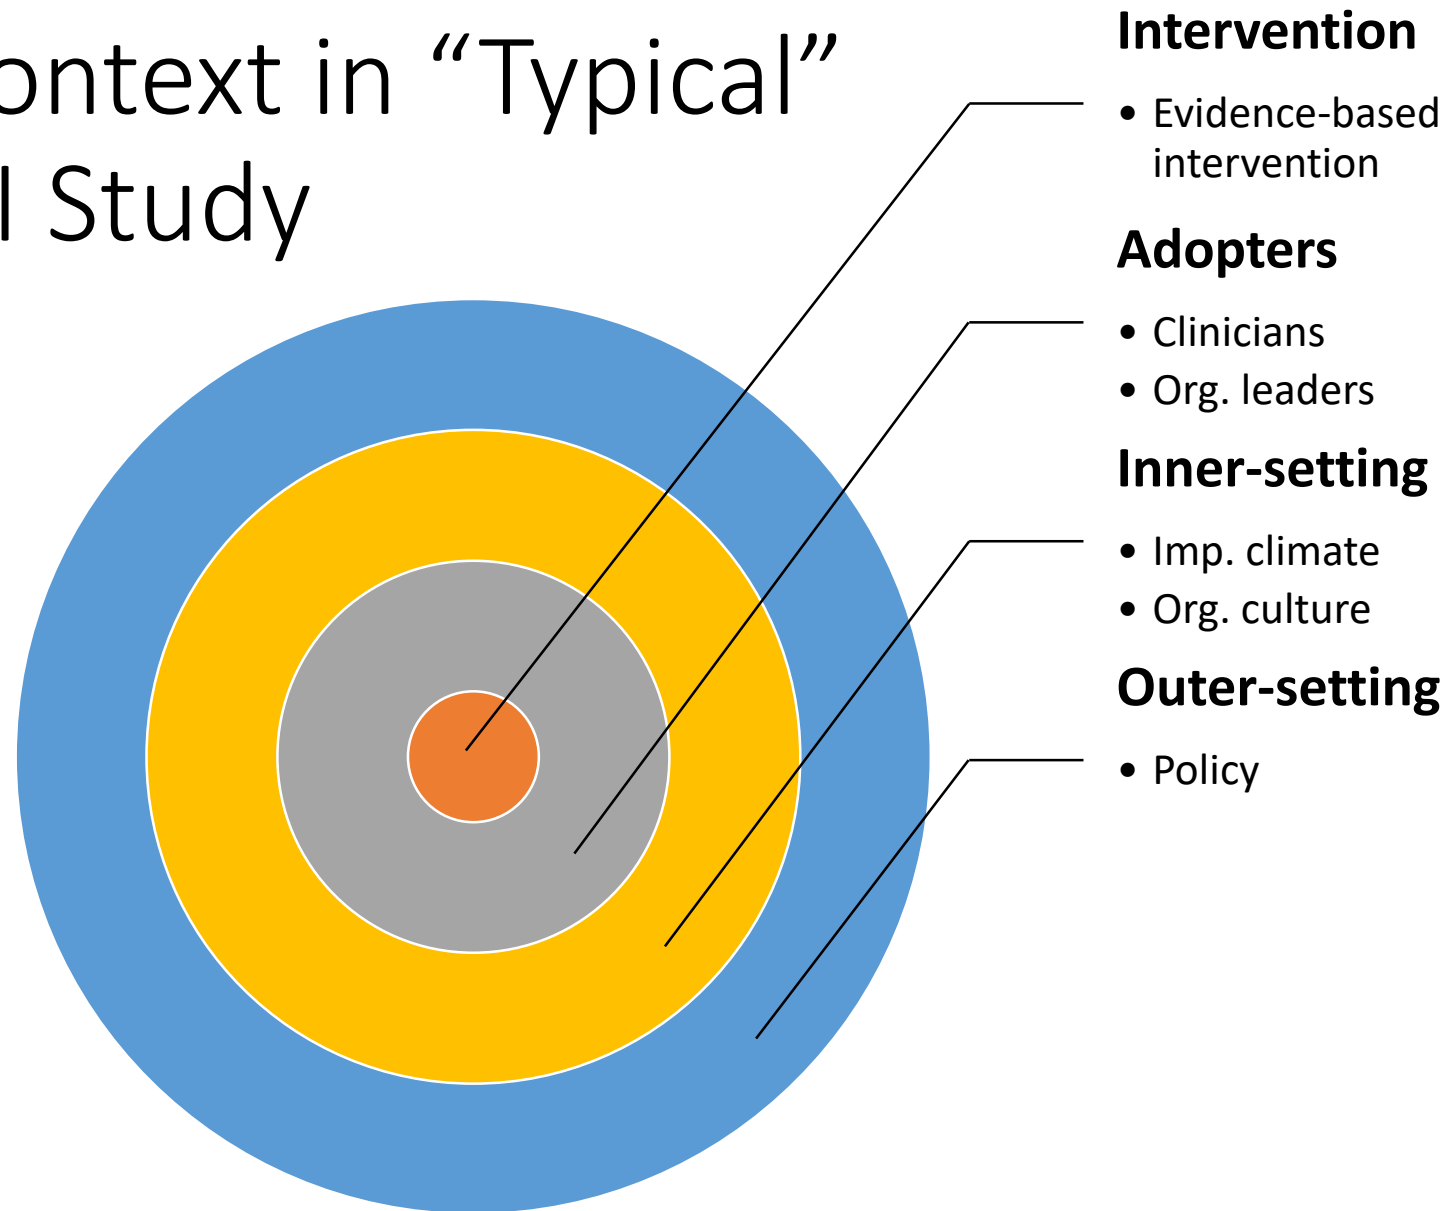 ontext in “Typical”
Study
Intervention
• Evidence-based
intervention
Adopters
• Clinicians
• Org. leaders
Inner-setting
• Imp. climate
• Org. culture
Outer-setting
• Policy